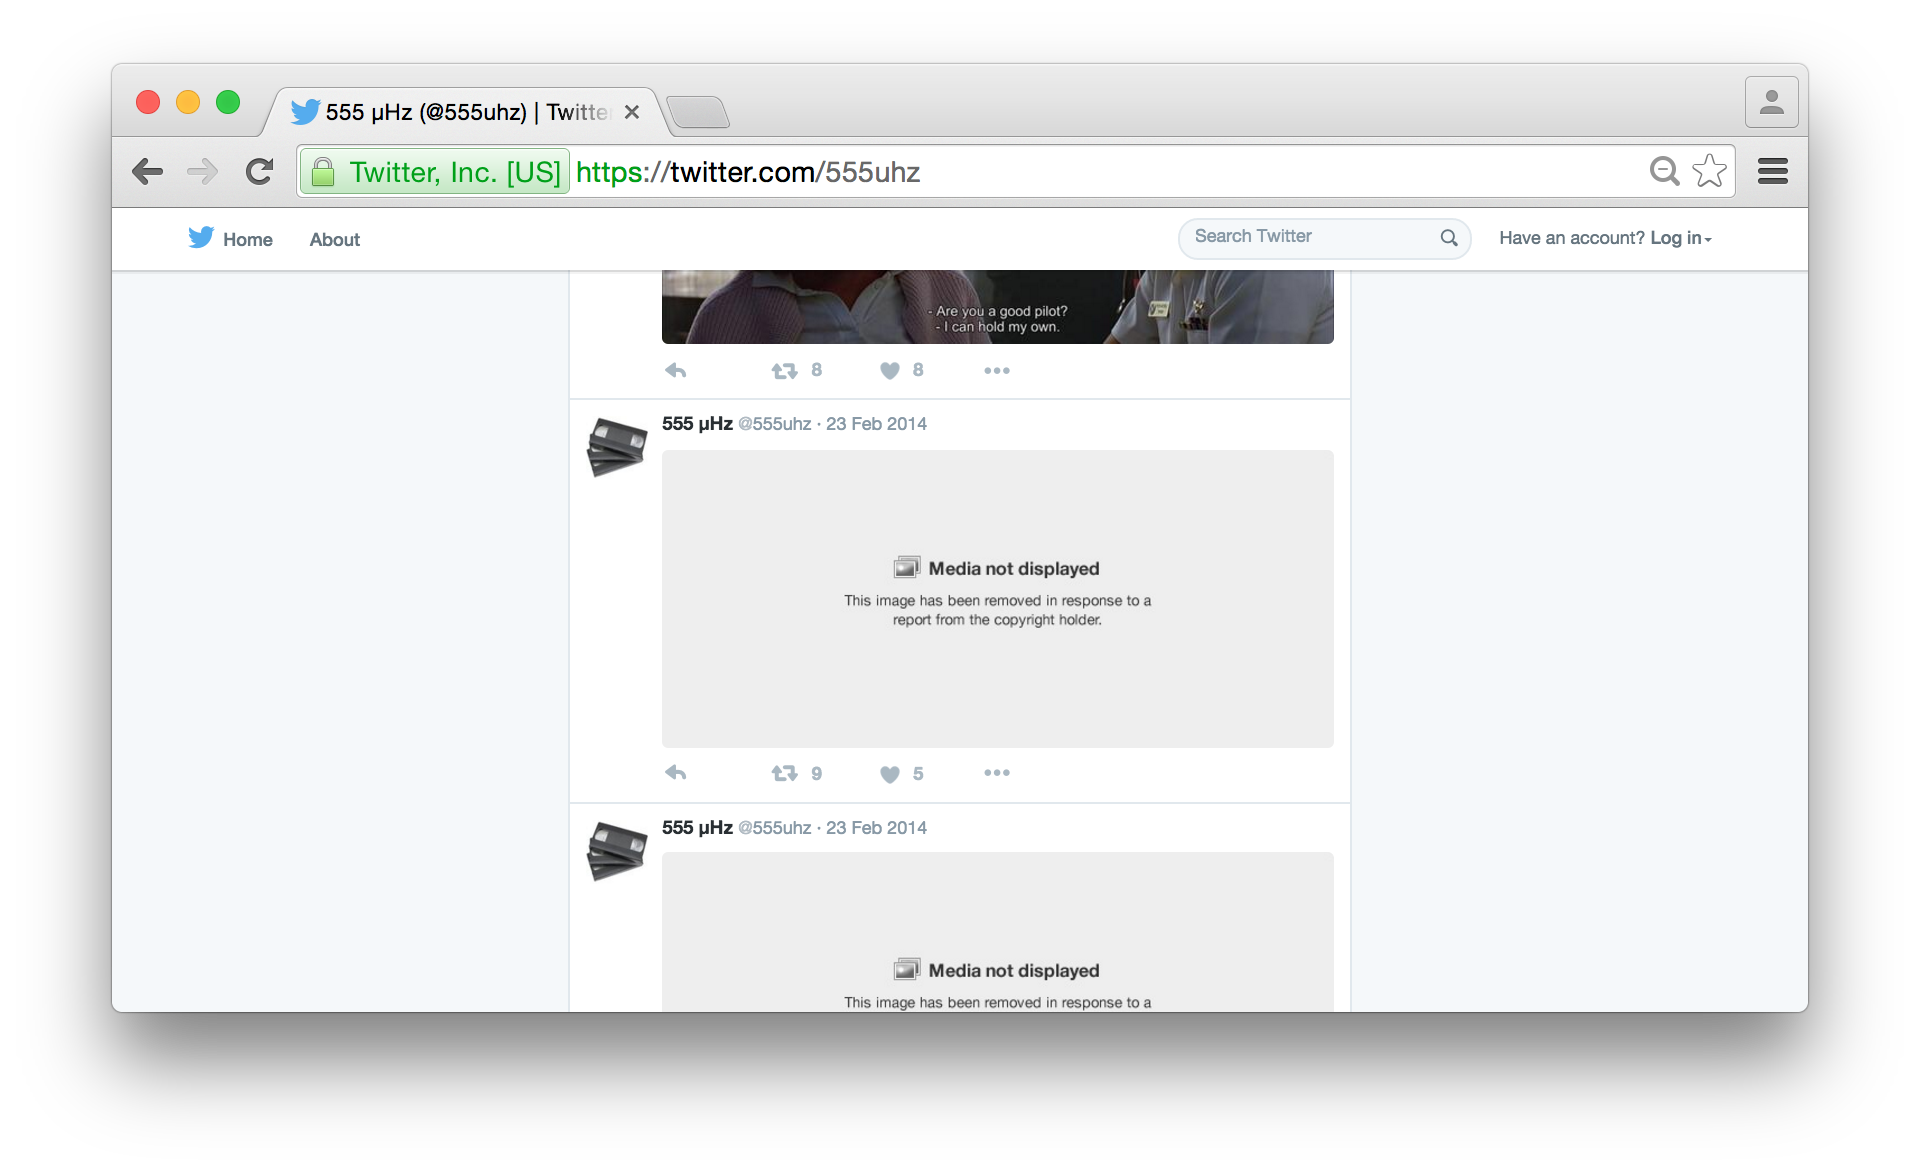 555 µHz (@555uhz) | Twitter
Twitter, Inc. [US] https://twitter.com/555uhz
Home About Search Twitter Have an account? Log in
- Are you a good pilot?
- I can hold my own.
8 8
555 µHz @555uhz · 23 Feb 2014
Media not displayed
This image has been removed in response to a
report from the copyright holder.
9 5
555 µHz @555uhz · 23 Feb 2014
Media not displayed
This image has been removed in response to a